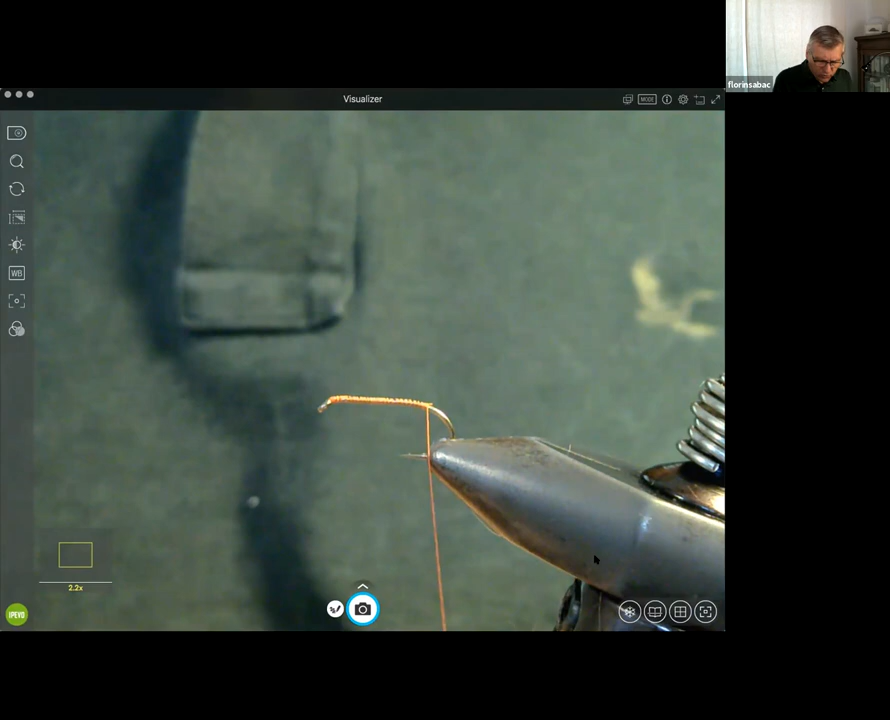 Visualizer
MODE
florinsabac
WB
2.2x
IPEVO